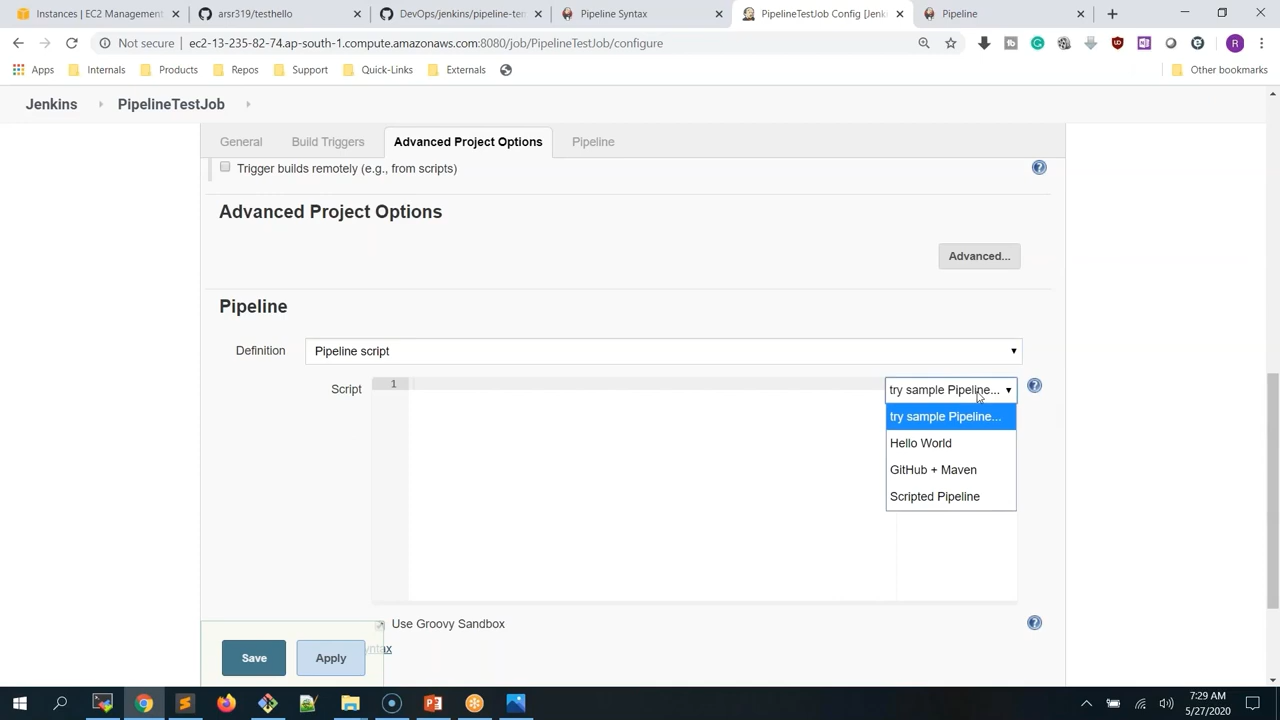 Instances | EC2 Management
arsr319/testhello
DevOps/jenkins/pipeline-ten
Pipeline Syntax
PipelineTestJob Config [Jenk
Pipeline
Not secure | ec2-13-235-82-74.ap-south-1.compute.amazonaws.com:8080/job/PipelineTestJob/configure
R
Apps Internals Products Repos Support Quick-Links Externals Other bookmarks
Jenkins PipelineTestJob
General Build Triggers Advanced Project Options Pipeline
Trigger builds remotely (e.g., from scripts)
Advanced Project Options
Advanced...
Pipeline
Definition Pipeline script
Script 1 try sample Pipeline...
try sample Pipeline...
Hello World
GitHub + Maven
Scripted Pipeline
Use Groovy Sandbox
Save Apply ntax
7:29 AM
5/27/2020